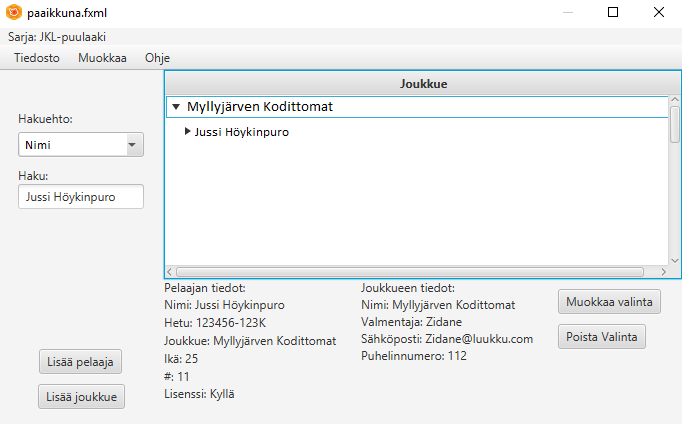 paaikkuna.fxml
Sarja: JKL-puulaaki
Tiedosto Muokkaa Ohje
Joukkue
Myllyjärven Kodittomat
Jussi Höykinpuro
Hakuehto:
Nimi
Haku:
Jussi Höykinpuro
Pelaajan tiedot:
Nimi: Jussi Höykinpuro
Hetu: 123456-123K
Joukkue: Myllyjärven Kodittomat
Ikä: 25
#: 11
Lisenssi: Kyllä
Joukkueen tiedot:
Nimi: Myllyjärven Kodittomat
Valmentaja: Zidane
Sähköposti: Zidane@luukku.com
Puhelinnumero: 112
Muokkaa valinta
Poista Valinta
Lisää pelaaja
Lisää joukkue